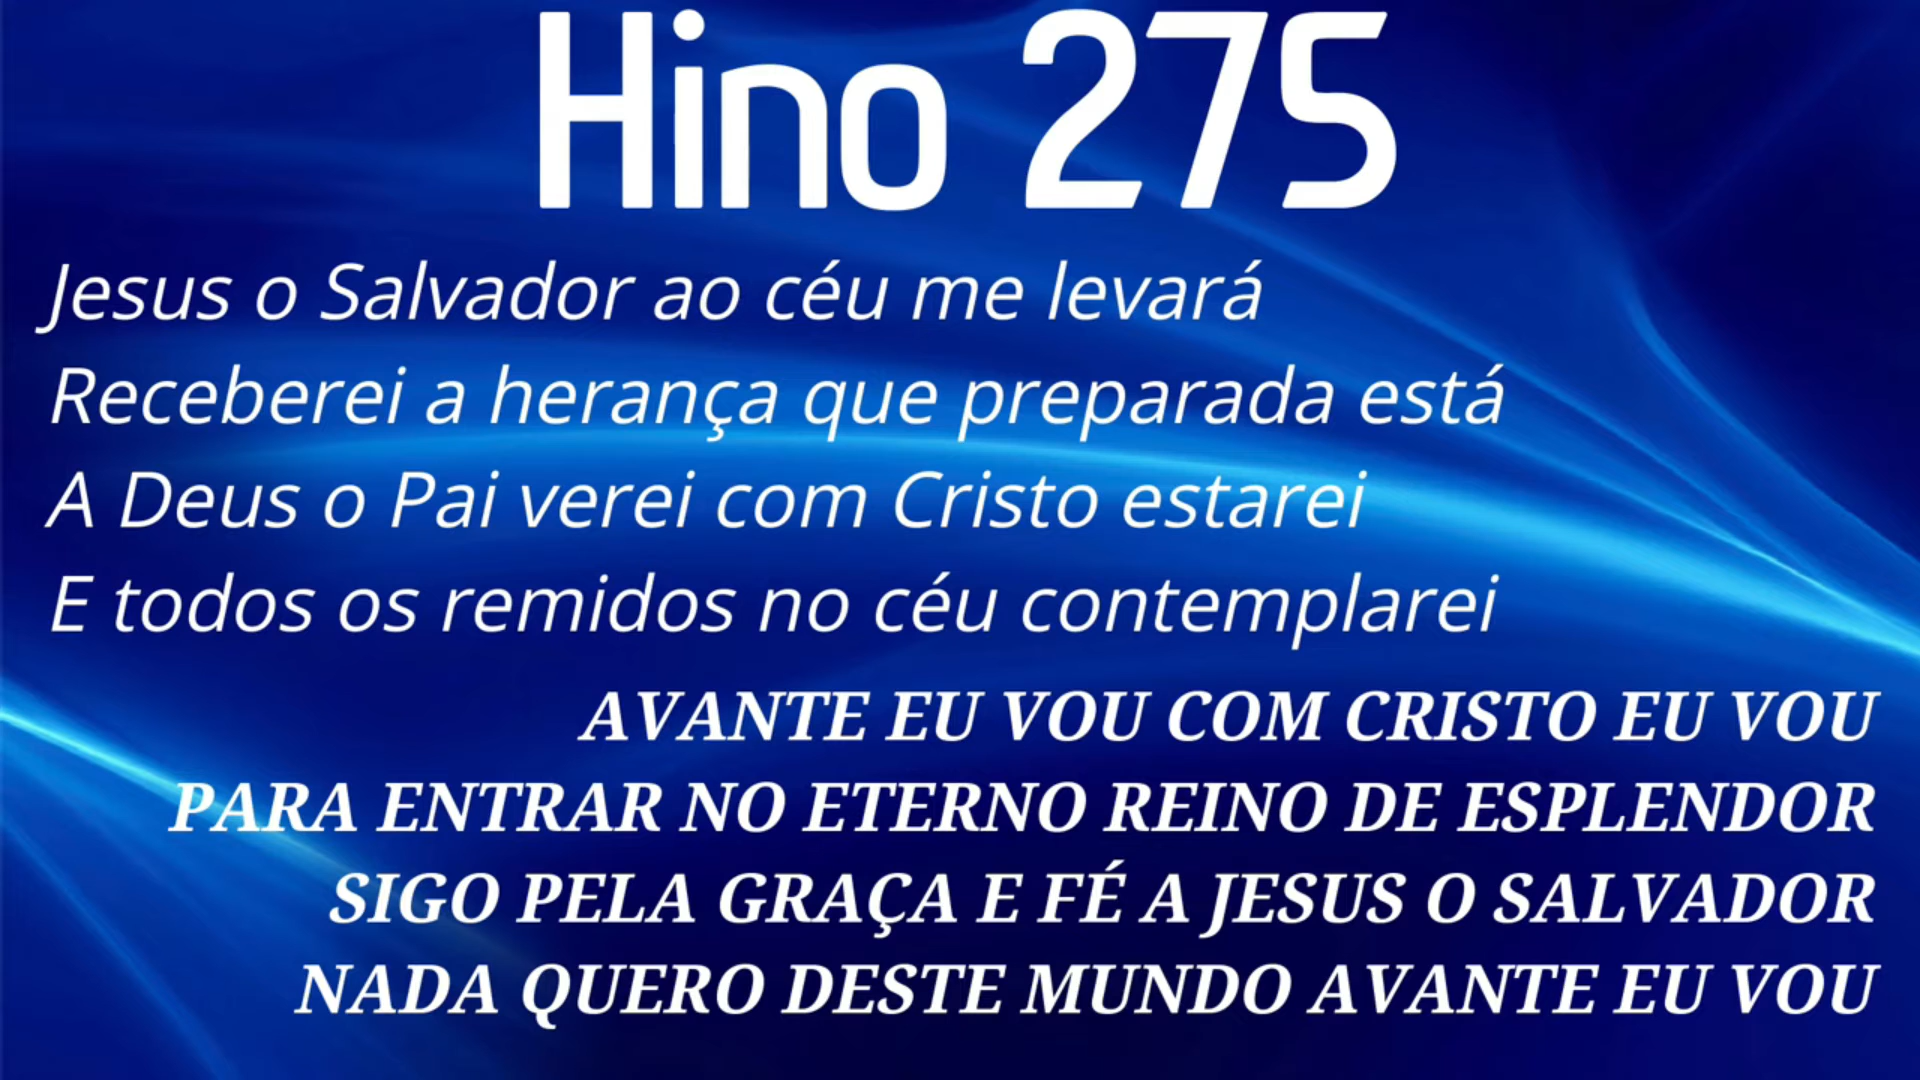 Hino 275
Jesus o Salvador ao céu me levará
Receberei a herança que preparada está
A Deus o Pai verei com Cristo estarei
E todos os remidos no céu contemplarei
AVANTE EU VOU COM CRISTO EU VOU
PARA ENTRAR NO ETERNO REINO DE ESPLENDOR
SIGO PELA GRAÇA E FÉ A JESUS O SALVADOR
NADA QUERO DESTE MUNDO AVANTE EU VOU